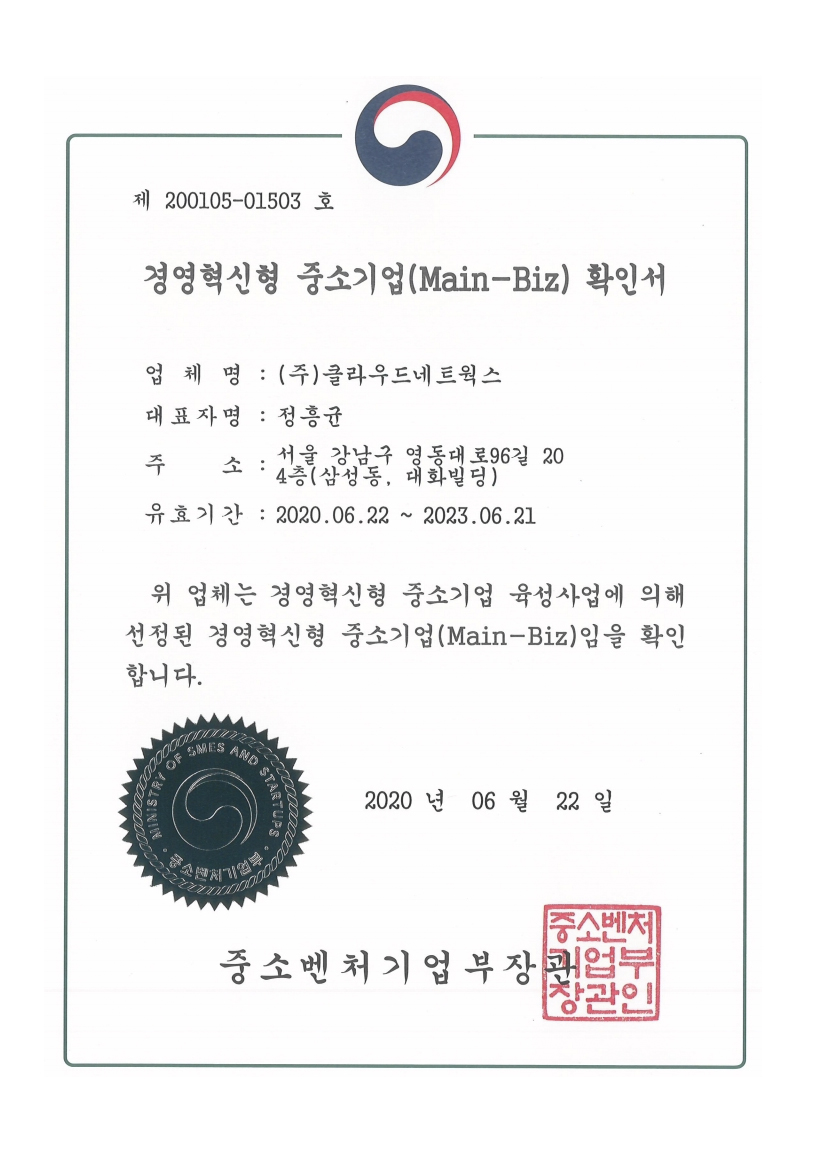 제 200105-01503 호
경영혁신형 중소기업(Main-Biz) 확인서
업 체 명 : (주)클라우드네트웍스
대표자명 : 정흥균
주 소 : 서울 강남구 영동대로96길 20
4층(삼성동, 대화빌딩)
유효기간 : 2020.06.22 ~ 2023.06.21
위 업체는 경영혁신형 중소기업 육성사업에 의해
선정된 경영혁신형 중소기업(Main-Biz)임을 확인
합니다.
MINISTRY OF SMES AND STARTUPS
중소벤처기업부
2020 년 06 월 22 일
중소벤처기업부장관
중소벤처
기업부
장관인